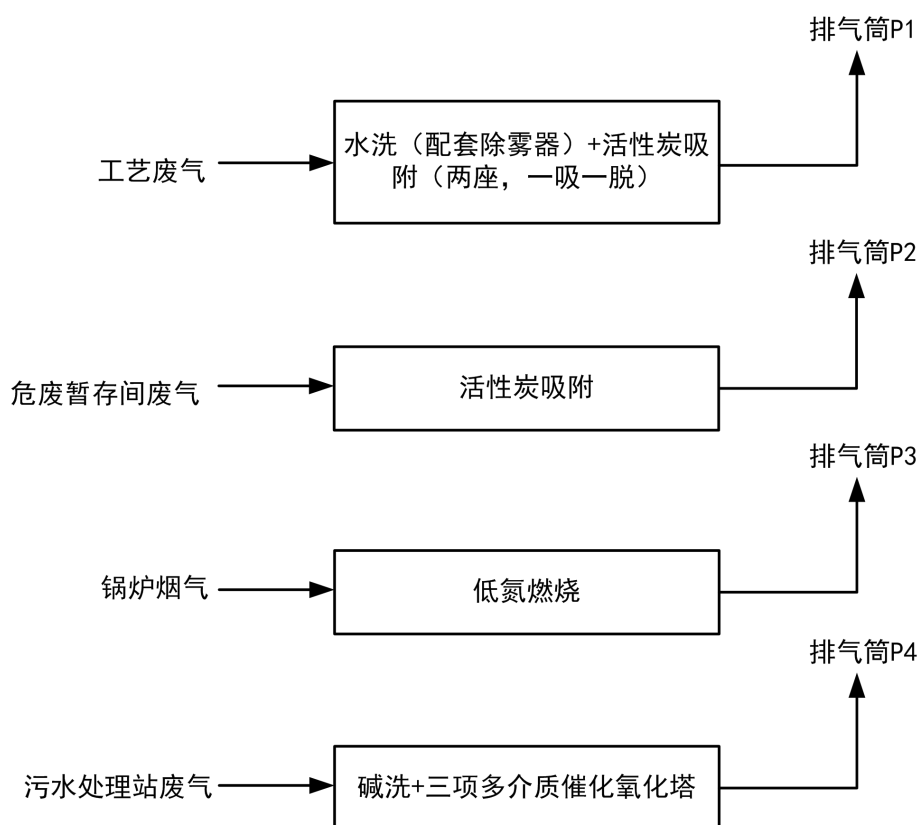 排气筒P1
水洗（配套除雾器）+活性炭吸
附（两座，一吸一脱）
工艺废气
排气筒P2
活性炭吸附
危废暂存间废气
排气筒P3
低氮燃烧
锅炉烟气
排气筒P4
碱洗+三项多介质催化氧化塔
污水处理站废气